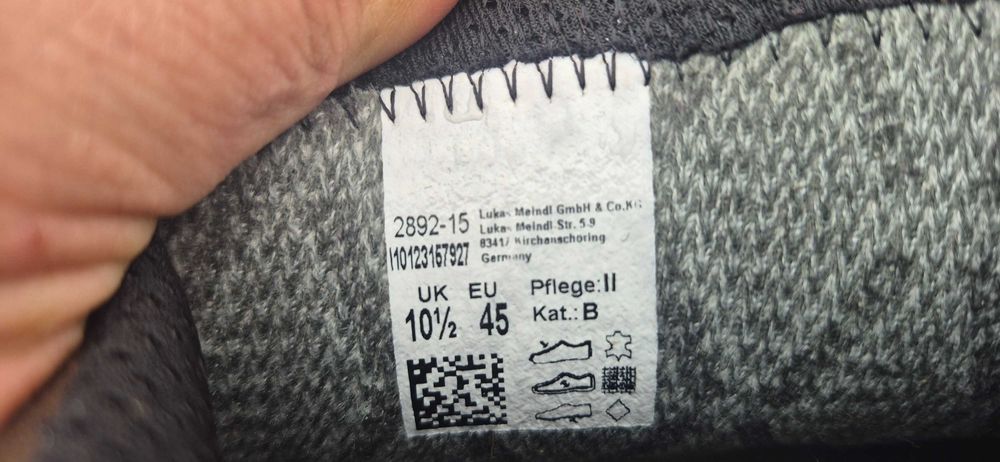 2892-15
I10123157927
Lukas Meindl GmbH & Co.KG
Lukas Meindl-Str. 5-9
83417 Kirchanschöring
Germany
UK EU
10½ 45
Pflege:II
Kat.: B